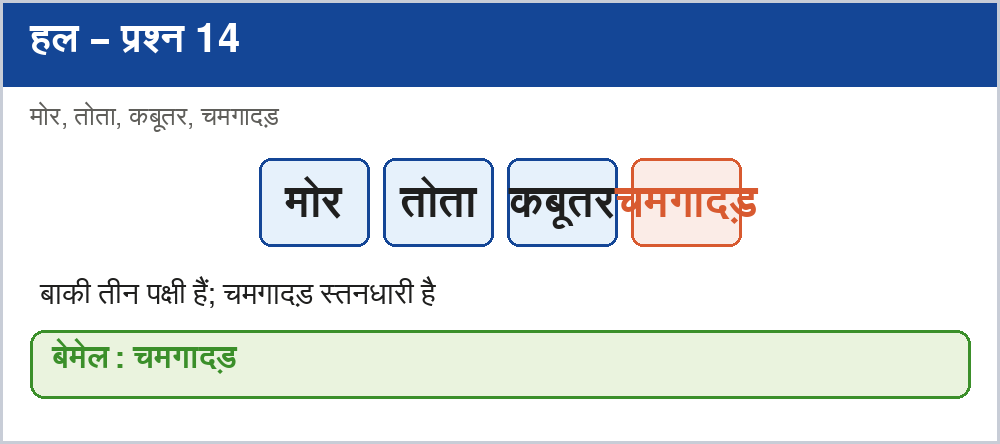 हल – प्रश्न 14
मोर, तोता, कबूतर, चमगादड़
मोर तोता कबूतर चमगादड़
बाकी तीन पक्षी हैं; चमगादड़ स्तनधारी है
बेमेल : चमगादड़